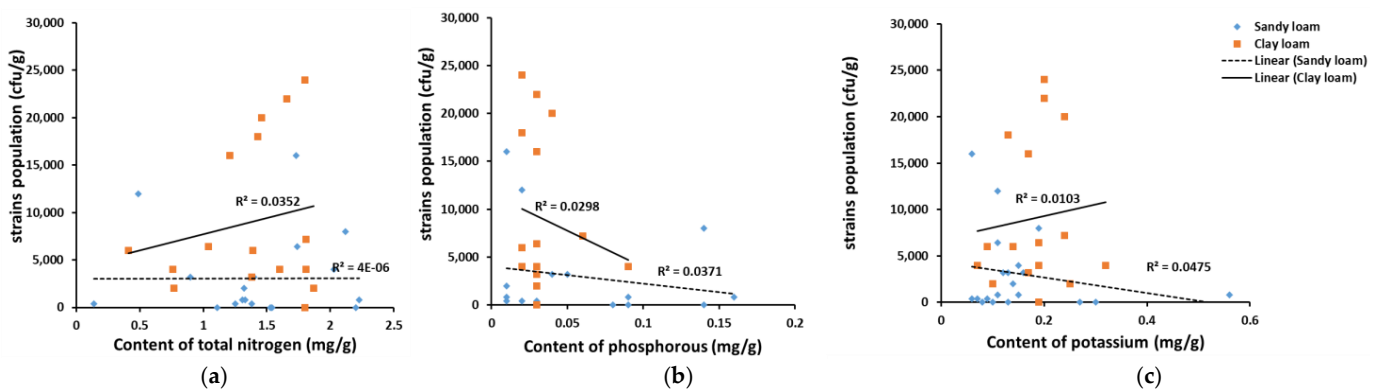 30,000
25,000
20,000
15,000
10,000
5,000
0
strains population (cfu/g)
R² = 0.0352
R² = 4E-06
0
0.5
1
1.5
2
2.5
Content of total nitrogen (mg/g)
(a)
30,000
25,000
20,000
15,000
10,000
5,000
0
strains population (cfu/g)
R² = 0.0298
R² = 0.0371
0
0.05
0.1
0.15
0.2
Content of phosphorous (mg/g)
(b)
30,000
25,000
20,000
15,000
10,000
5,000
0
strains population (cfu/g)
R² = 0.0103
R² = 0.0475
0
0.2
0.4
0.6
Content of potassium (mg/g)
(c)
Sandy loam
Clay loam
Linear (Sandy loam)
Linear (Clay loam)